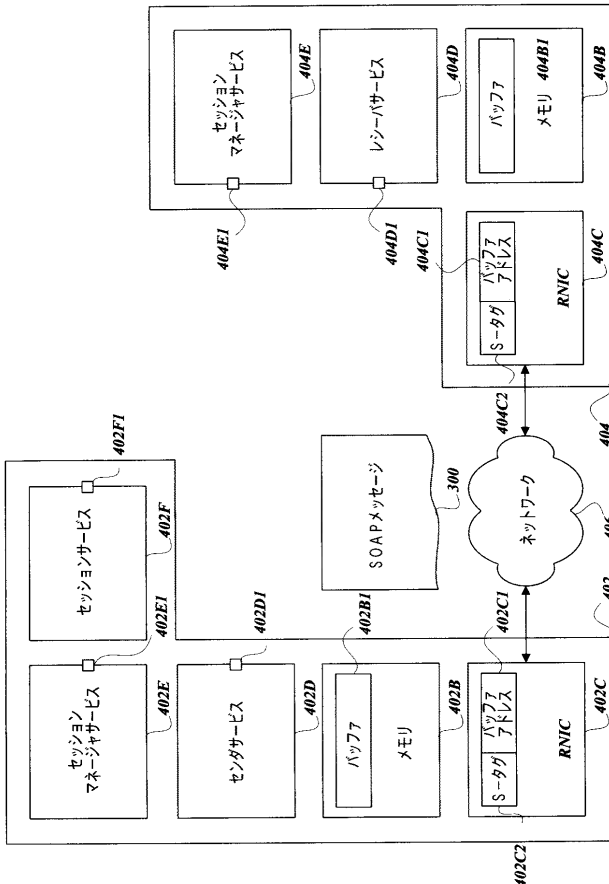 セッション
マネージャサービス
402E
402E1
セッションサービス
402F
402F1
センダサービス
402D
402D1
バッファ
402B1
メモリ
402B
S-タグ
バッファ
アドレス
402C1
RNIC
402C
402C2
402
SOAPメッセージ
300
ネットワーク
406
セッション
マネージャサービス
404E
404E1
レシーバサービス
404D
404D1
バッファ
404B1
メモリ
404B
404C1
S-タグ
バッファ
アドレス
RNIC
404C
404C2
404